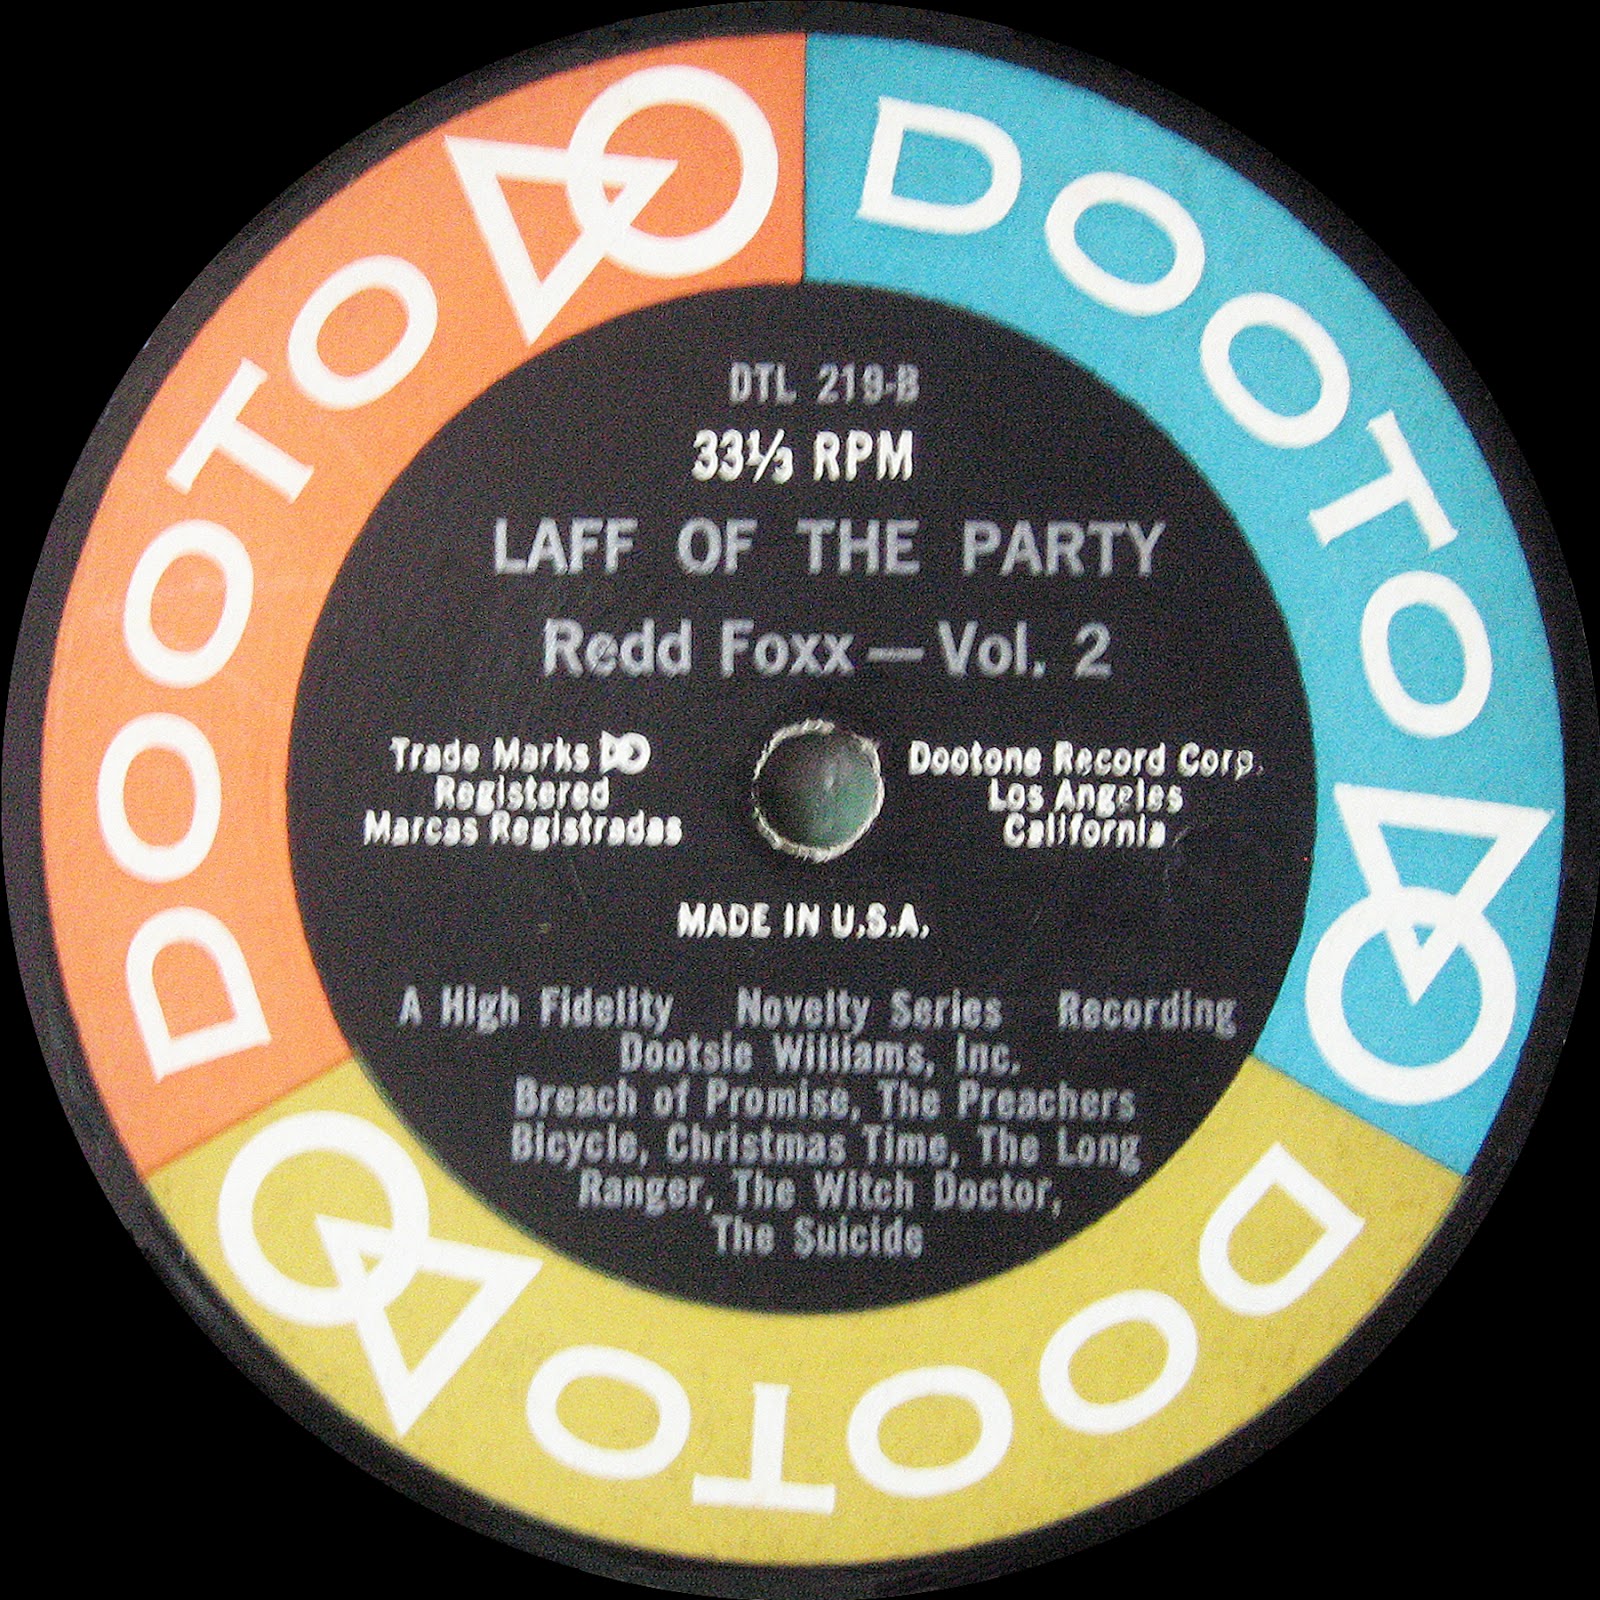 DOOTO
DOOTO
DOOTO
DTL 219-B
33⅓ RPM
LAFF OF THE PARTY
Redd Foxx — Vol. 2
Trade Marks DO
Registered
Marcas Registradas
Dootone Record Corp.
Los Angeles
California
MADE IN U.S.A.
A High Fidelity Novelty Series Recording
Dootsie Williams, Inc.
Breach of Promise, The Preachers
Bicycle, Christmas Time, The Long
Ranger, The Witch Doctor,
The Suicide